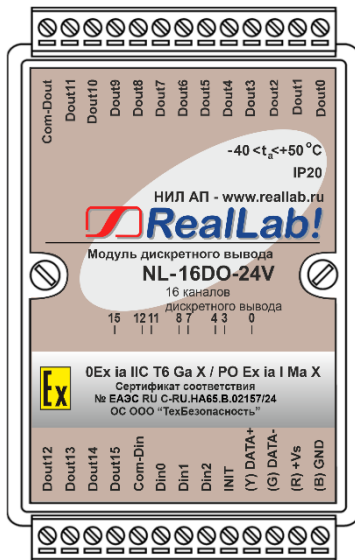 Com-Dout
Dout11
Dout10
Dout9
Dout8
Dout7
Dout6
Dout5
Dout4
Dout3
Dout2
Dout1
Dout0
-40 <ta<+50 °C
IP20
НИЛ АП - www.reallab.ru
RealLab!
Модуль дискретного вывода
NL-16DO-24V
16 каналов
дискретного вывода
15 12 11 8 7 4 3 0
Ex
0Ex ia IIC T6 Ga X / PO Ex ia I Ma X
Сертификат соответствия
№ ЕАЭС RU C-RU.HA65.B.02157/24
ОС ООО "ТехБезопасность"
Dout12
Dout13
Dout14
Dout15
Com-Din
Din0
Din1
Din2
INIT
(Y) DATA+
(G) DATA-
(R) +Vs
(B) GND